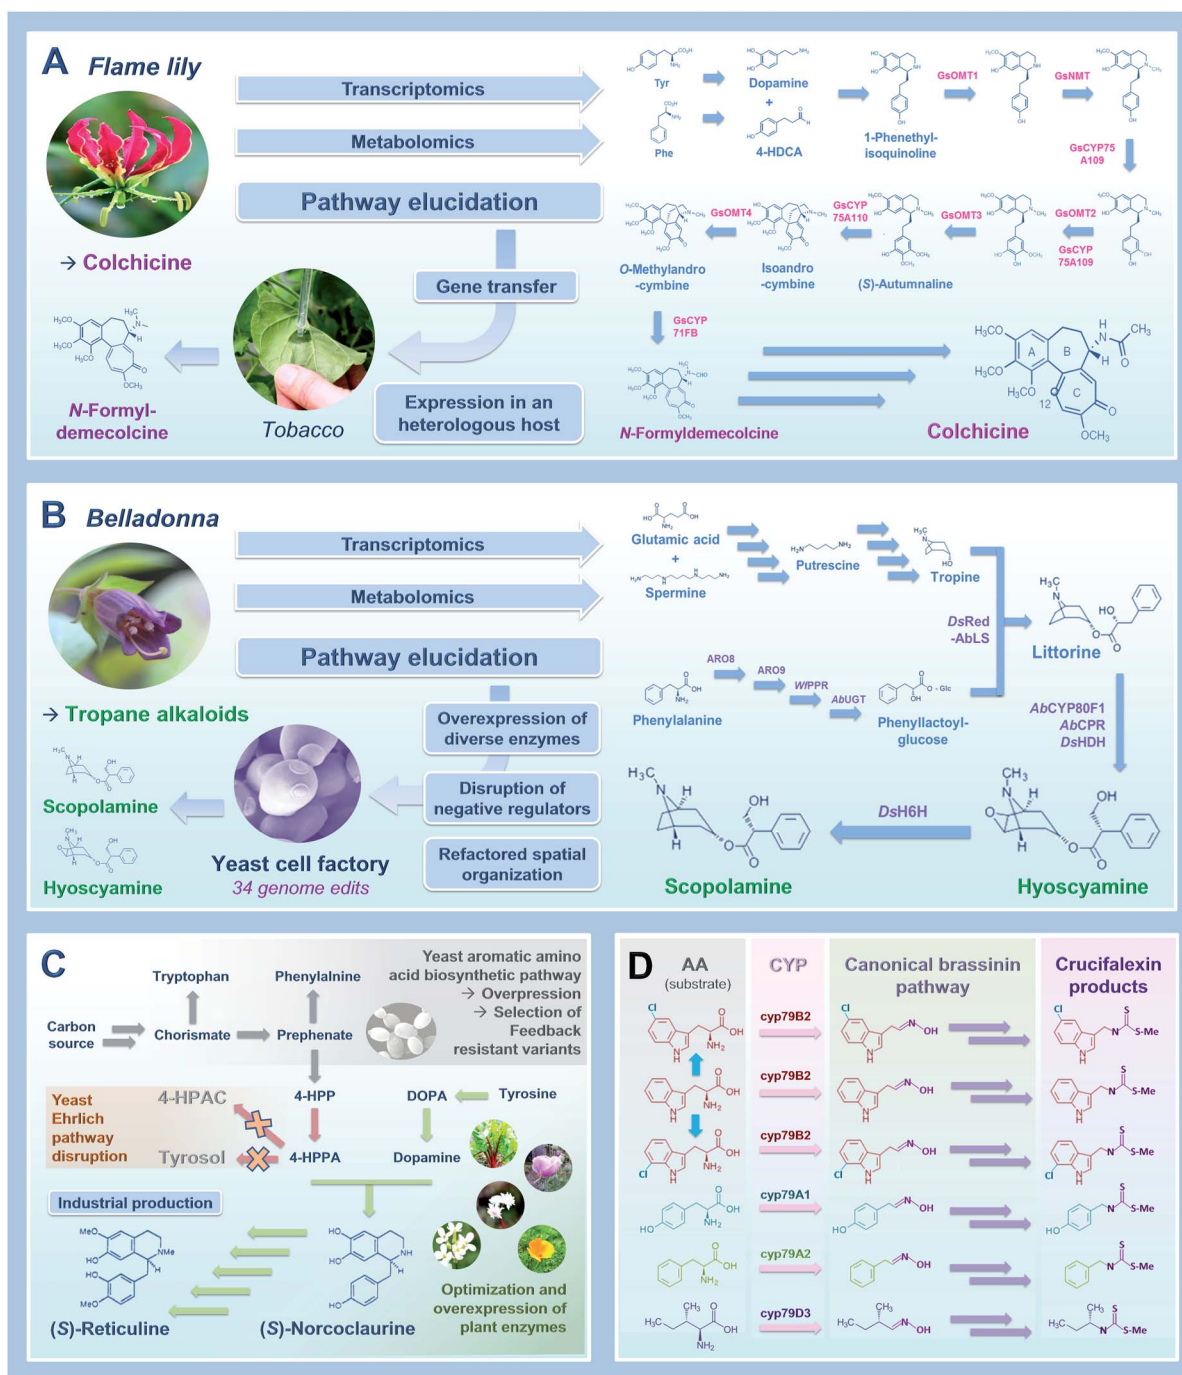 A Flame lily
Transcriptomics
Metabolomics
Pathway elucidation
→ Colchicine
Gene transfer
Expression in an
heterologous host
Tobacco
N-Formyl-
demecolcine
Tyr
Phe
Dopamine
+
4-HDCA
1-Phenethyl-
isoquinoline
GsOMT1
GsNMT
GsCYP75
A109
GsOMT2
GsCYP
75A109
GsOMT3
(S)-Autumnaline
GsCYP
75A110
Isoandro
-cymbine
GsOMT4
O-Methylandro
-cymbine
GsCYP
71FB
N-Formyldemecolcine
A
B
C
12
H₃CO
H₃CO
H₃CO
H
N
CH₃
O
H
O
OCH₃
Colchicine
B Belladonna
Transcriptomics
Metabolomics
Pathway elucidation
→ Tropane alkaloids
Overexpression of
diverse enzymes
Disruption of
negative regulators
Refactored spatial
organization
Scopolamine
Hyoscyamine
Yeast cell factory
34 genome edits
Glutamic acid
+
Spermine
Putrescine
Tropine
DsRed
-AbLS
Littorine
ARO8
ARO9
WfPPR
AbUGT
Phenylalanine
Phenyllactoyl-
glucose
AbCYP80F1
AbCPR
DsHDH
DsH6H
Scopolamine
Hyoscyamine
C
Yeast aromatic amino
acid biosynthetic pathway
→ Overpression
→ Selection of
Feedback
resistant variants
Tryptophan
Phenylalnine
Carbon
source
Chorismate
Prephenate
Yeast
Ehrlich
pathway
disruption
4-HPAC
Tyrosol
4-HPP
4-HPPA
DOPA
Tyrosine
Dopamine
Industrial production
(S)-Reticuline
(S)-Norcoclaurine
Optimization and
overexpression of
plant enzymes
D
AA
(substrate)
CYP
Canonical brassinin
pathway
Crucifalexin
products
cyp79B2
cyp79B2
cyp79B2
cyp79A1
cyp79A2
cyp79D3